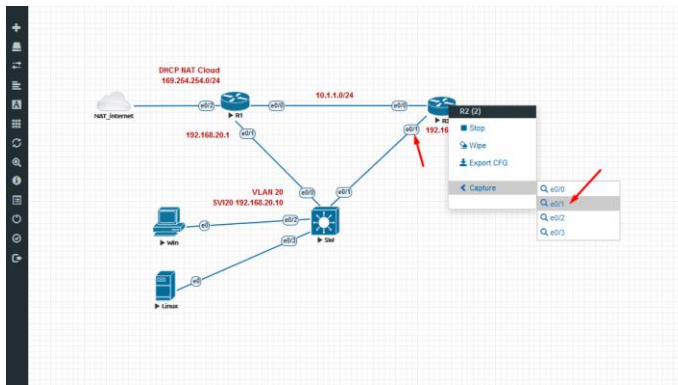 DHCP NAT Cloud
169.254.254.0/24
10.1.1.0/24
R2 (2)
NAT_internet
e0/2
e0/0
e0/0
R1
192.168.20.1
e0/1
e0/1
192.16
Stop
Wipe
Export CFG
Capture
e0/0
e0/1
e0/2
e0/3
VLAN 20
SVI20 192.168.20.10
e0/0
e0/1
Win
e0
e0/2
e0/3
SW
e0
Linux